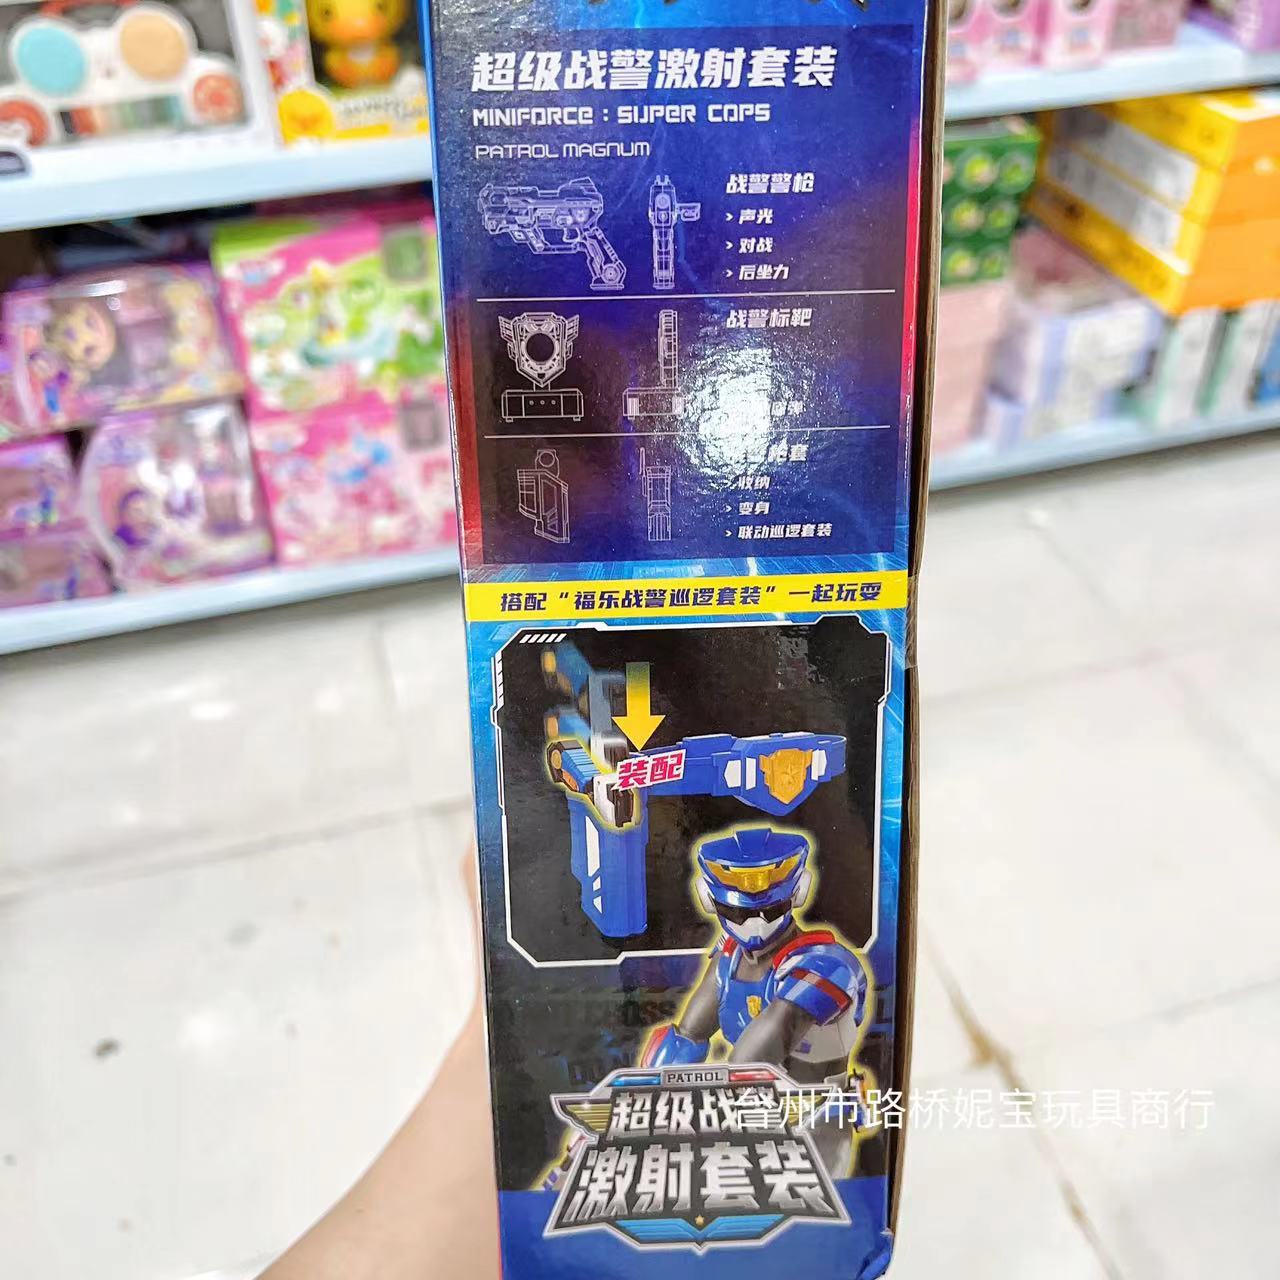 超级战警激射套装
MINIFORCE : SUPER COPS
PATROL MAGNUM
战警警枪
› 声光
› 对战
› 后坐力
战警标靶
枪套
› 收纳
› 变身
› 联动巡逻套装
搭配“福乐战警巡逻套装”一起玩耍
装配
PATROL
超级战警
激射套装
台州市路桥妮宝玩具商行